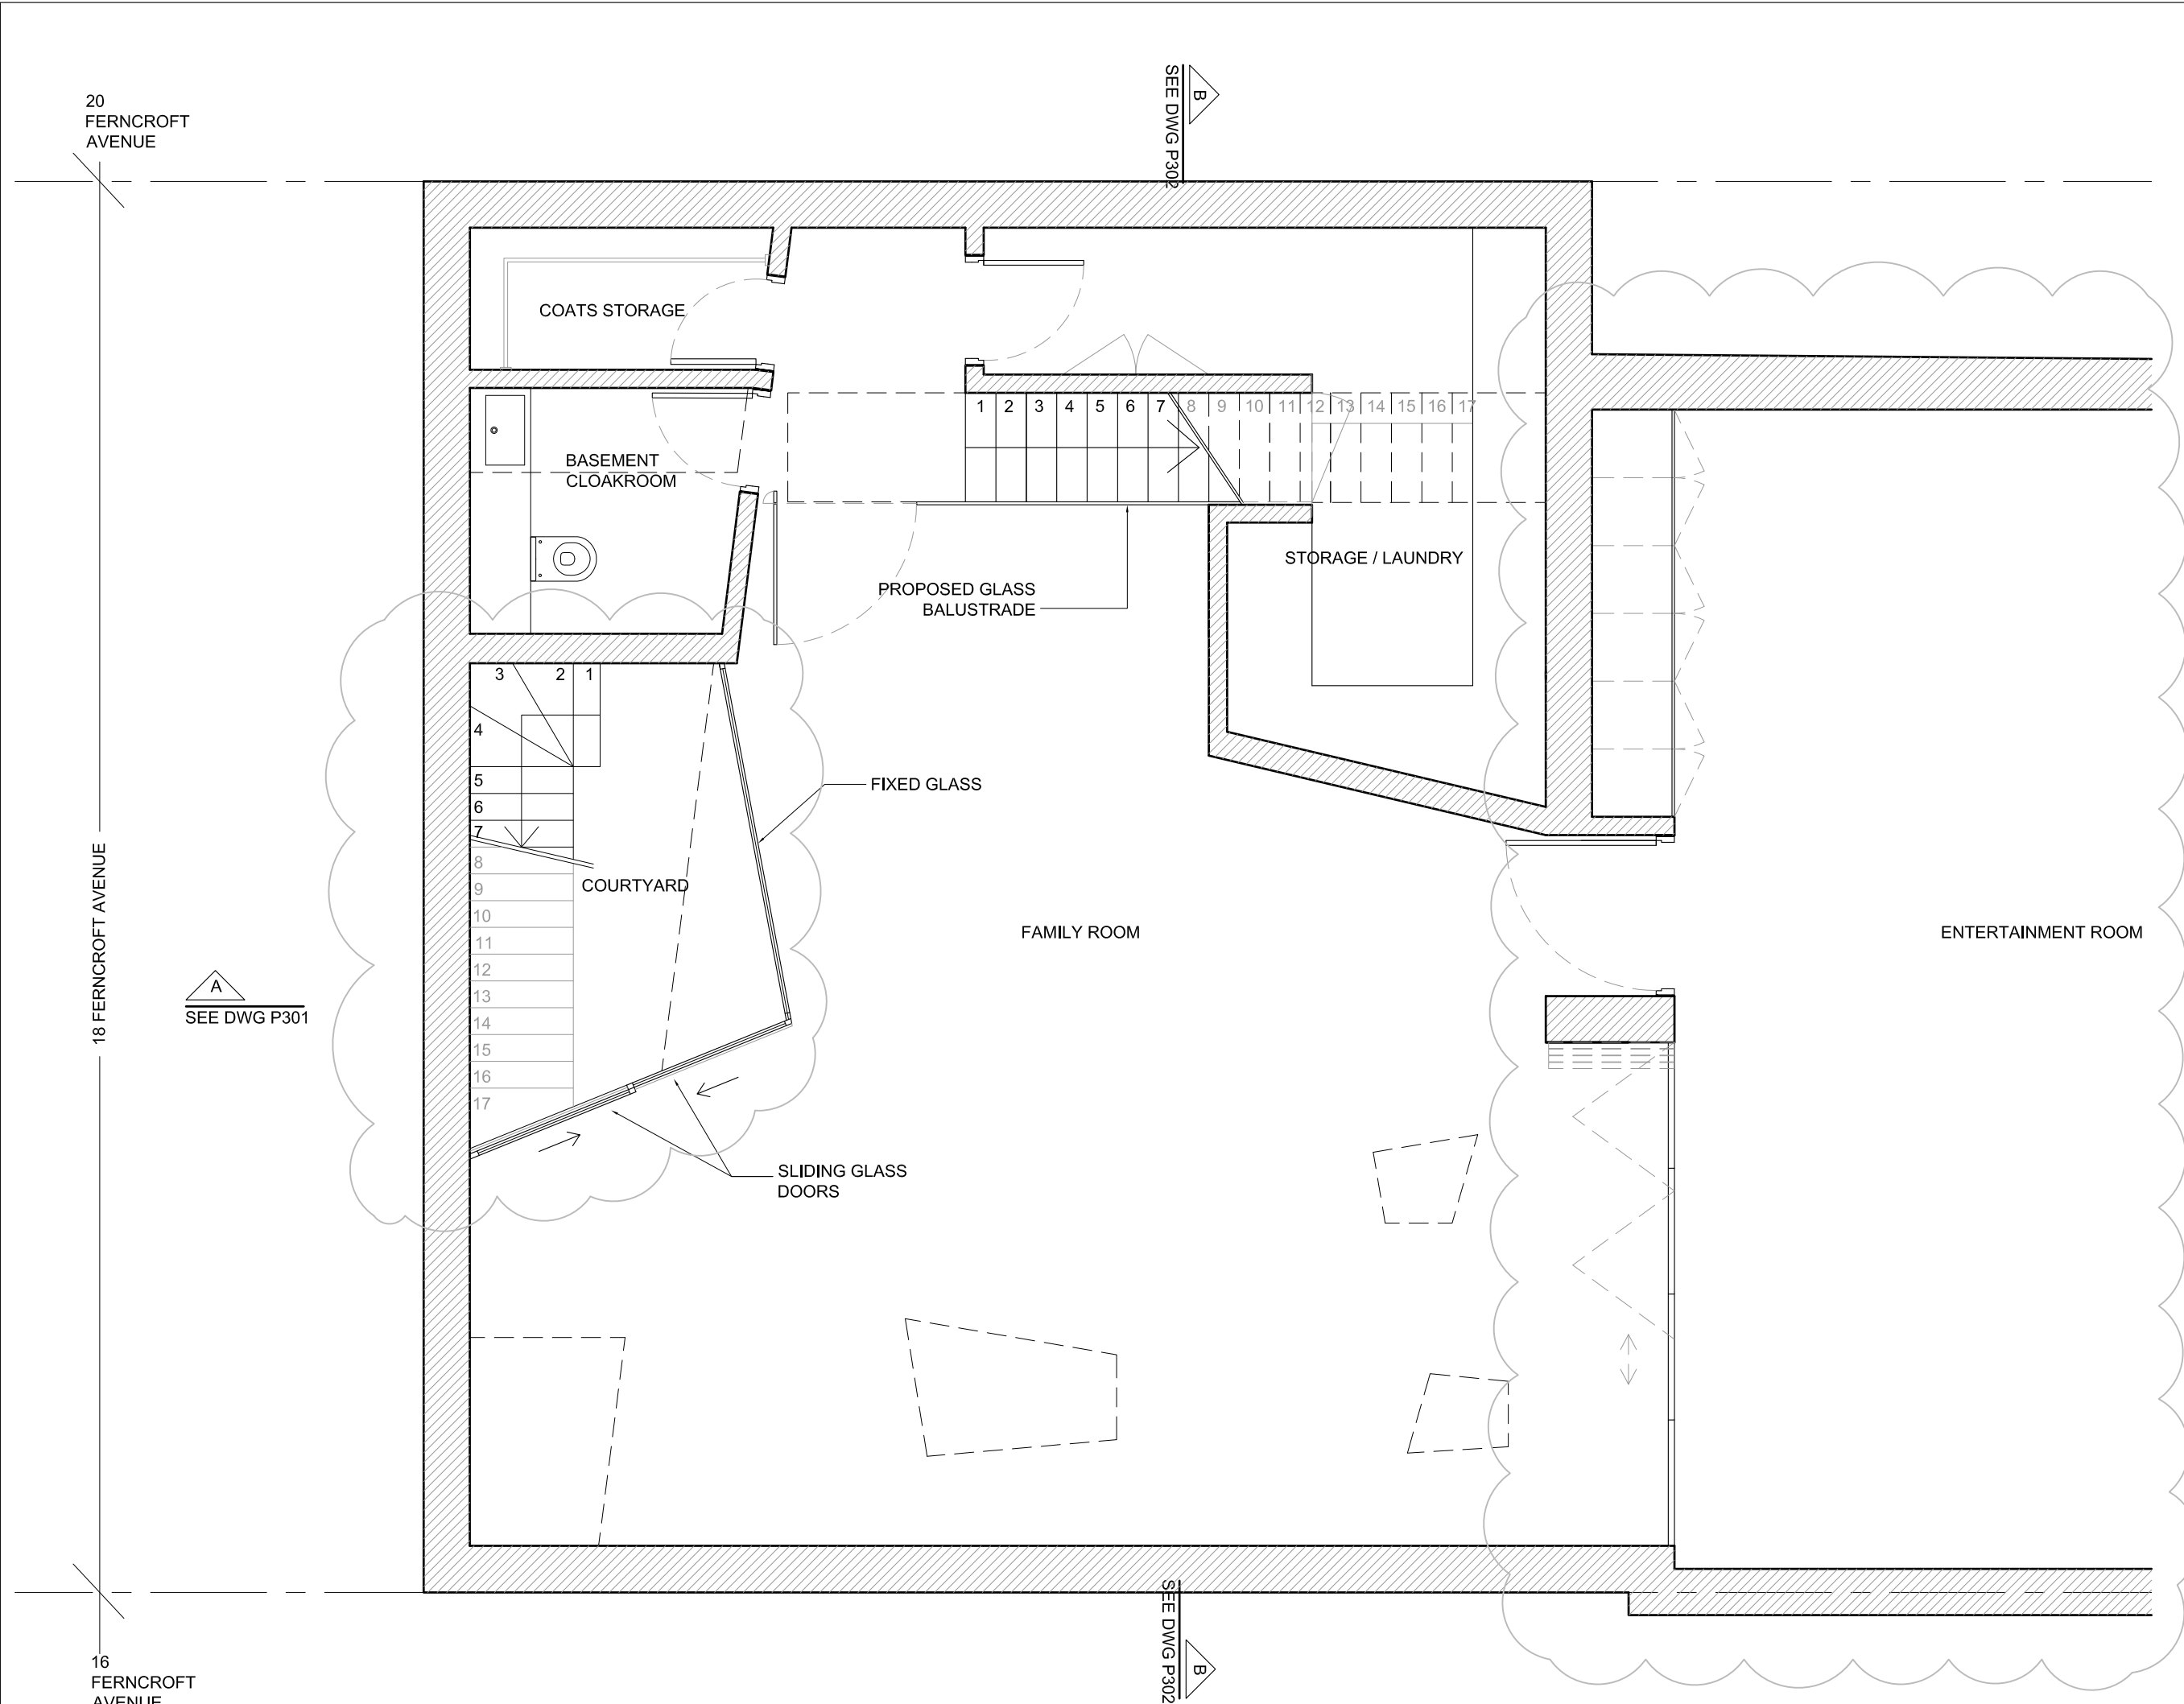 20
FERNCROFT
AVENUE
SEE DWG P302
B
COATS STORAGE
1 2 3 4 5 6 7 8 9 10 11 12 13 14 15 16 17
BASEMENT
CLOAKROOM
STORAGE / LAUNDRY
PROPOSED GLASS
BALUSTRADE
3 2 1
4
5
6
7
8
9
10
11
12
13
14
15
16
17
FIXED GLASS
COURTYARD
18 FERNCROFT AVENUE
FAMILY ROOM
ENTERTAINMENT ROOM
A
SEE DWG P301
SLIDING GLASS
DOORS
SEE DWG P302
B
16
FERNCROFT
AVENUE